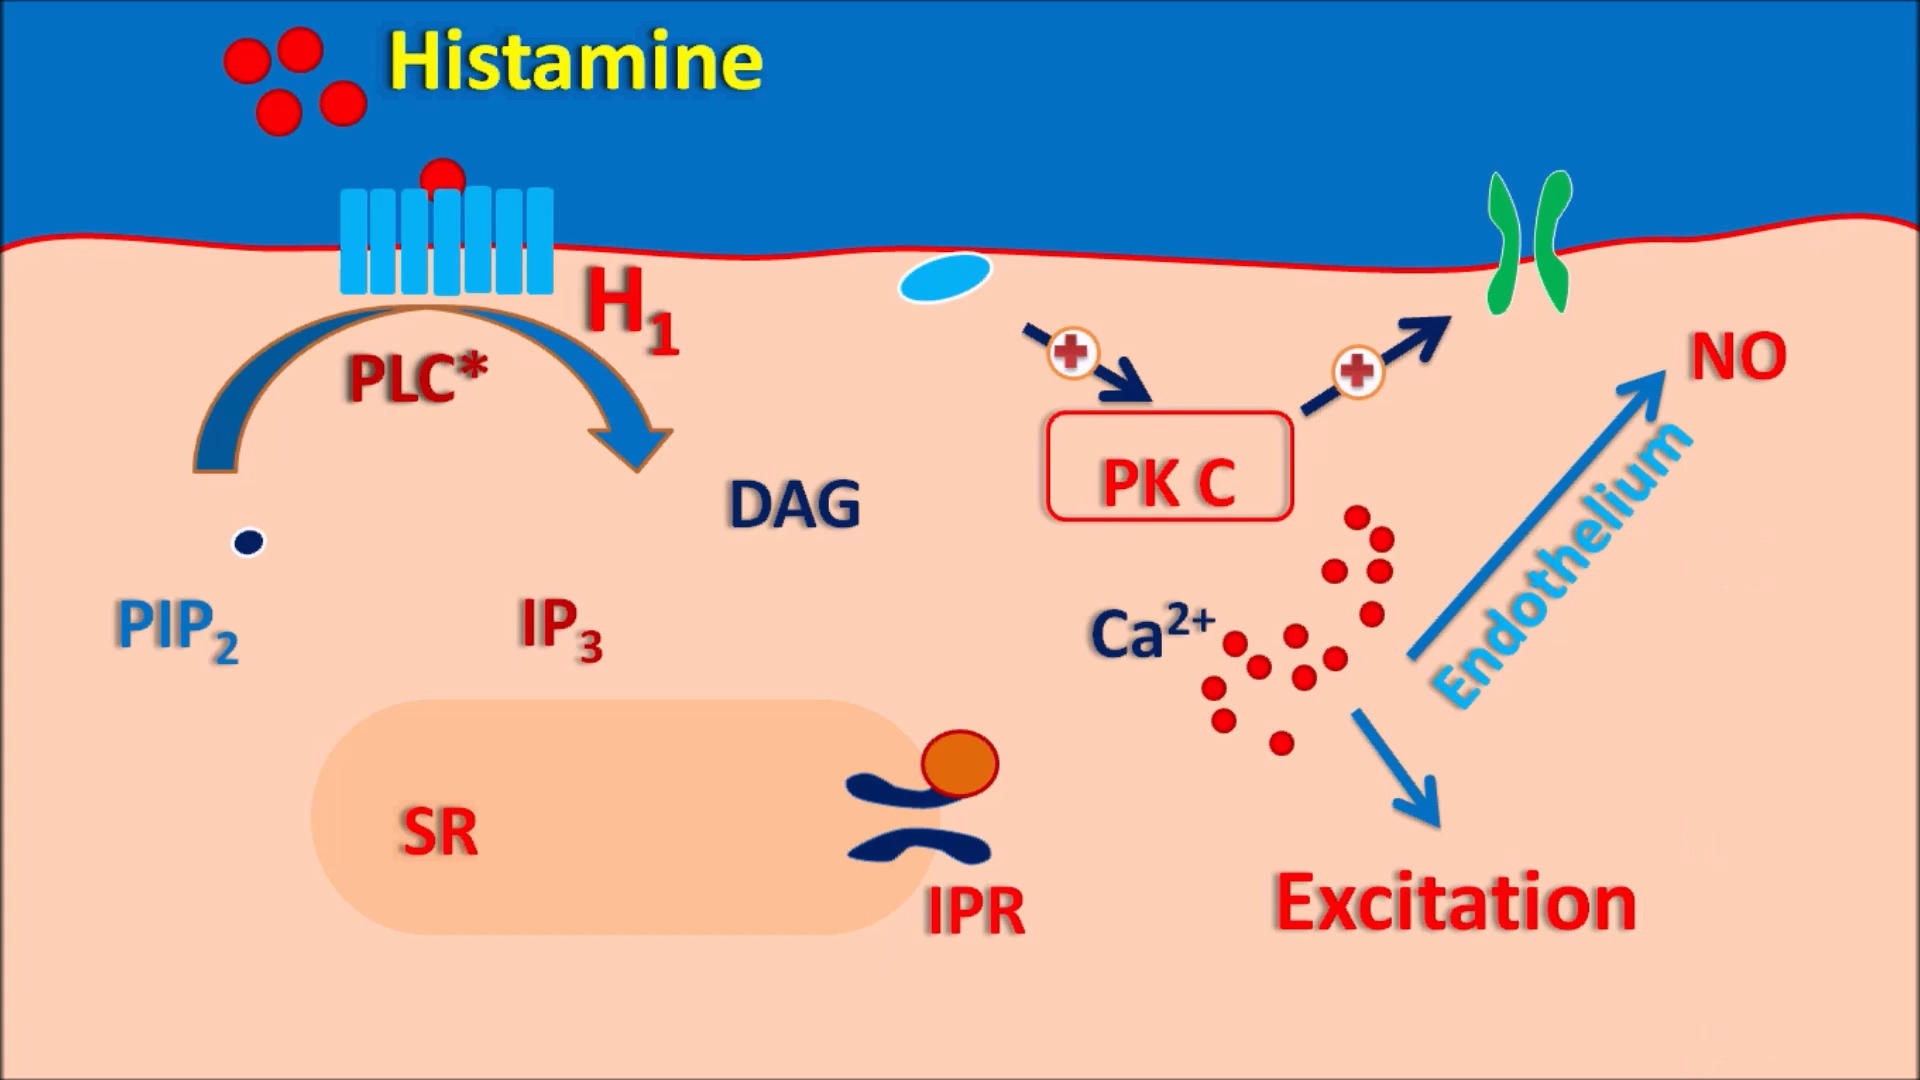 Histamine
H₁
PLC*
NO
PK C
DAG
Endothelium
PIP₂
IP₃
Ca²⁺
SR
IPR
Excitation